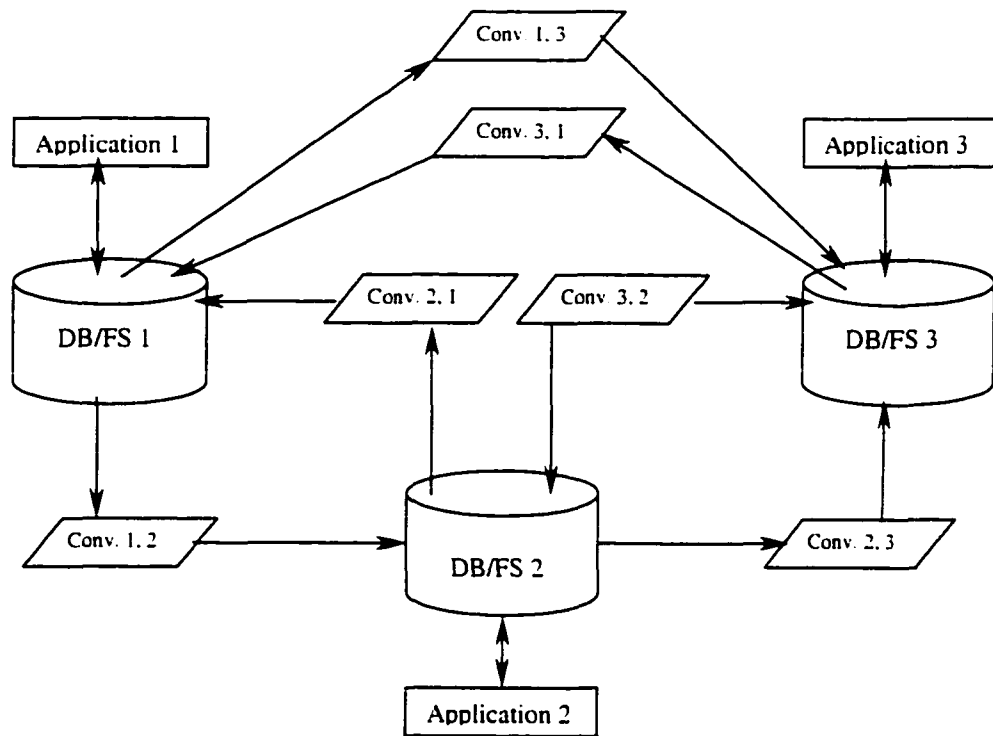 Conv. 1, 3
Conv. 3, 1
Application 1
Application 3
Conv. 2, 1
Conv. 3, 2
DB/FS 1
DB/FS 3
Conv. 1, 2
DB/FS 2
Conv. 2, 3
Application 2